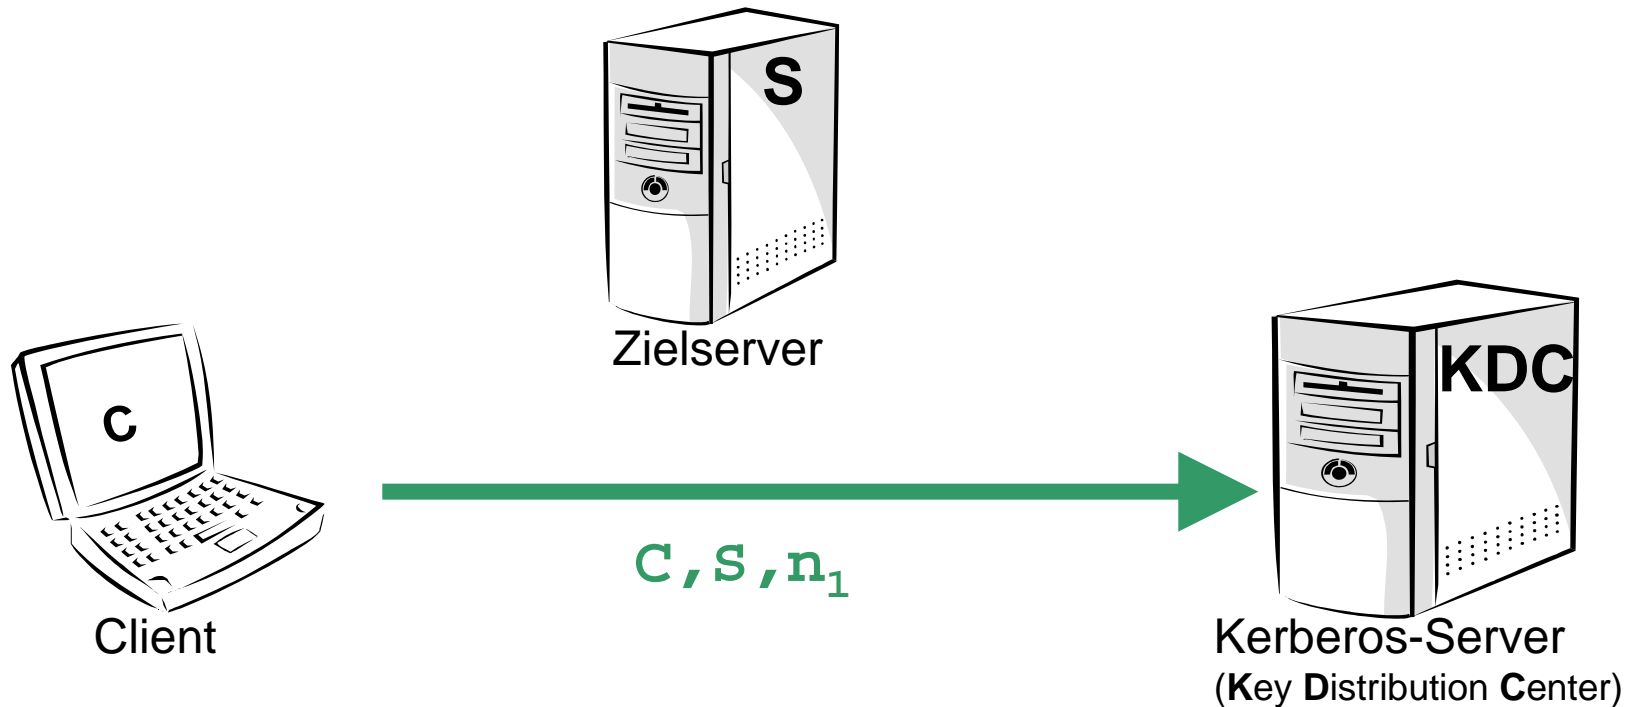 S
Zielserver
C
Client
C,S,n₁
KDC
Kerberos-Server
(Key Distribution Center)